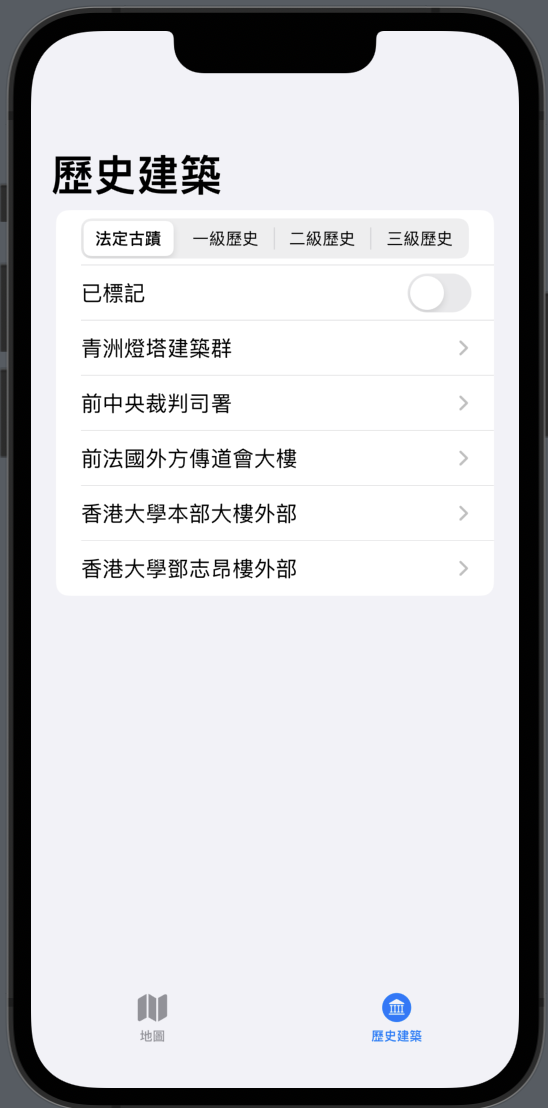 歷史建築
法定古蹟 一級歷史 二級歷史 三級歷史
已標記
青洲燈塔建築群
前中央裁判司署
前法國外方傳道會大樓
香港大學本部大樓外部
香港大學鄧志昂樓外部
地圖 歷史建築